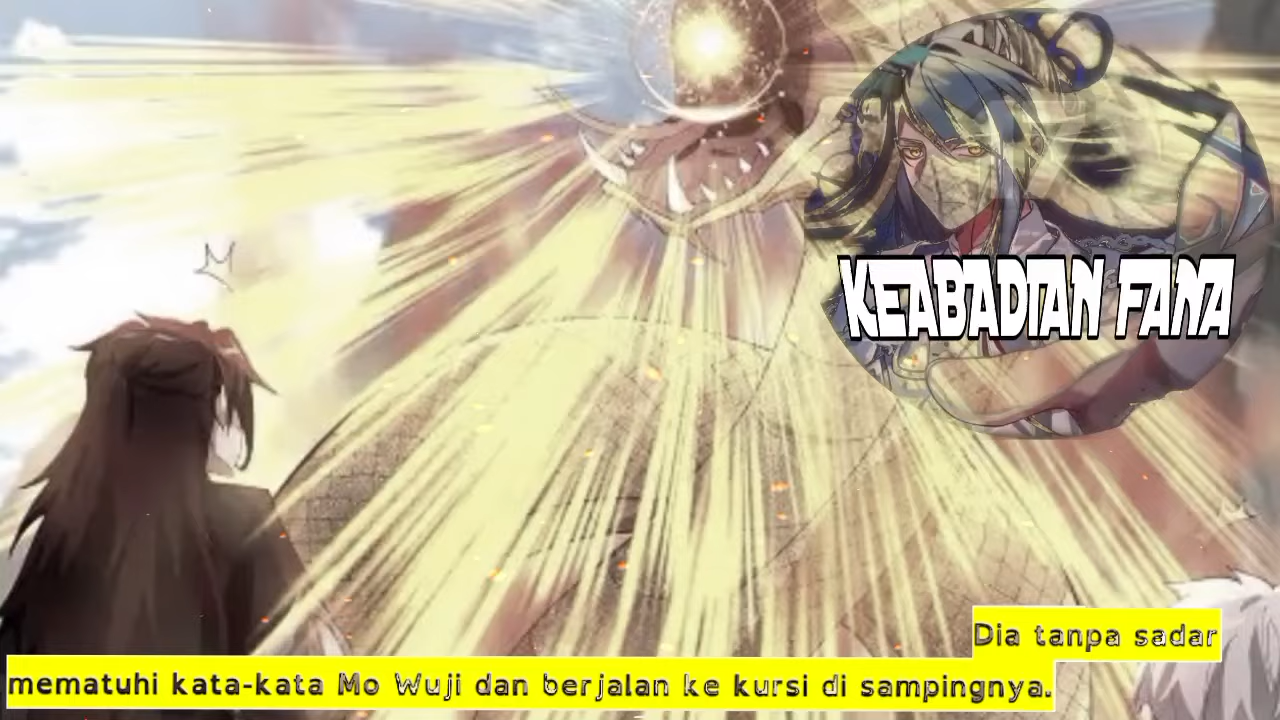 KEABADIAN FANA
Dia tanpa sadar
mematuhi kata-kata Mo Wuji dan berjalan ke kursi di sampingnya.